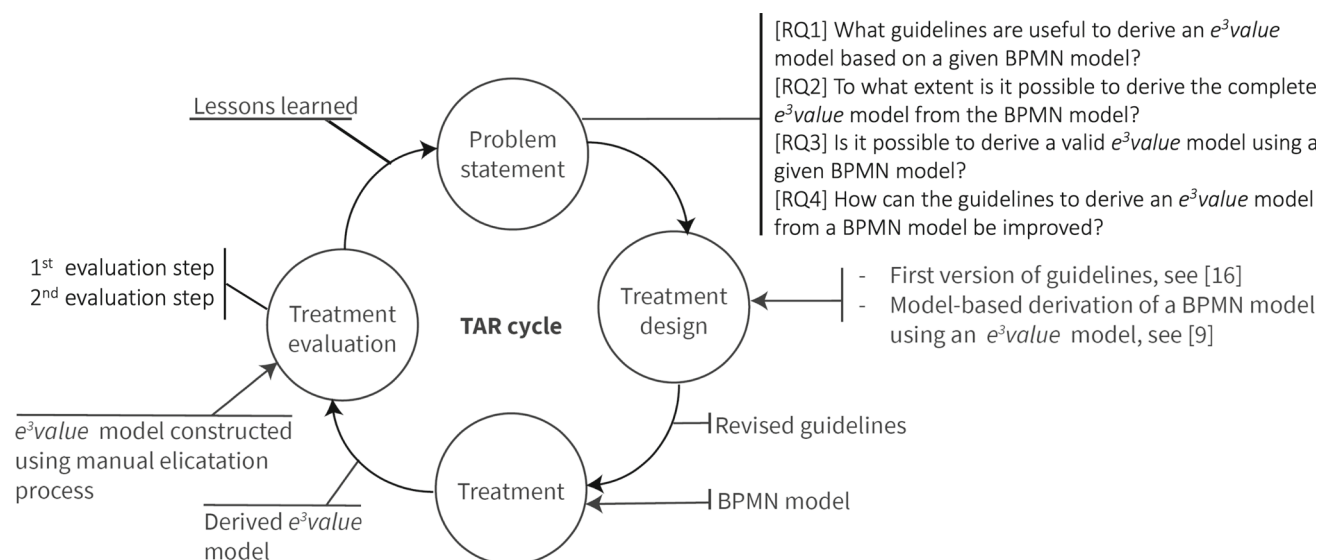 [RQ1] What guidelines are useful to derive an e³value
model based on a given BPMN model?
[RQ2] To what extent is it possible to derive the complete
e³value model from the BPMN model?
[RQ3] Is it possible to derive a valid e³value model using a
given BPMN model?
[RQ4] How can the guidelines to derive an e³value model
from a BPMN model be improved?
Lessons learned
Problem
statement
1st evaluation step
2nd evaluation step
Treatment
evaluation
TAR cycle
Treatment
design
- First version of guidelines, see [16]
- Model-based derivation of a BPMN model
using an e³value model, see [9]
e³value model constructed
using manual elicatation
process
Revised guidelines
Treatment
BPMN model
Derived e³value
model